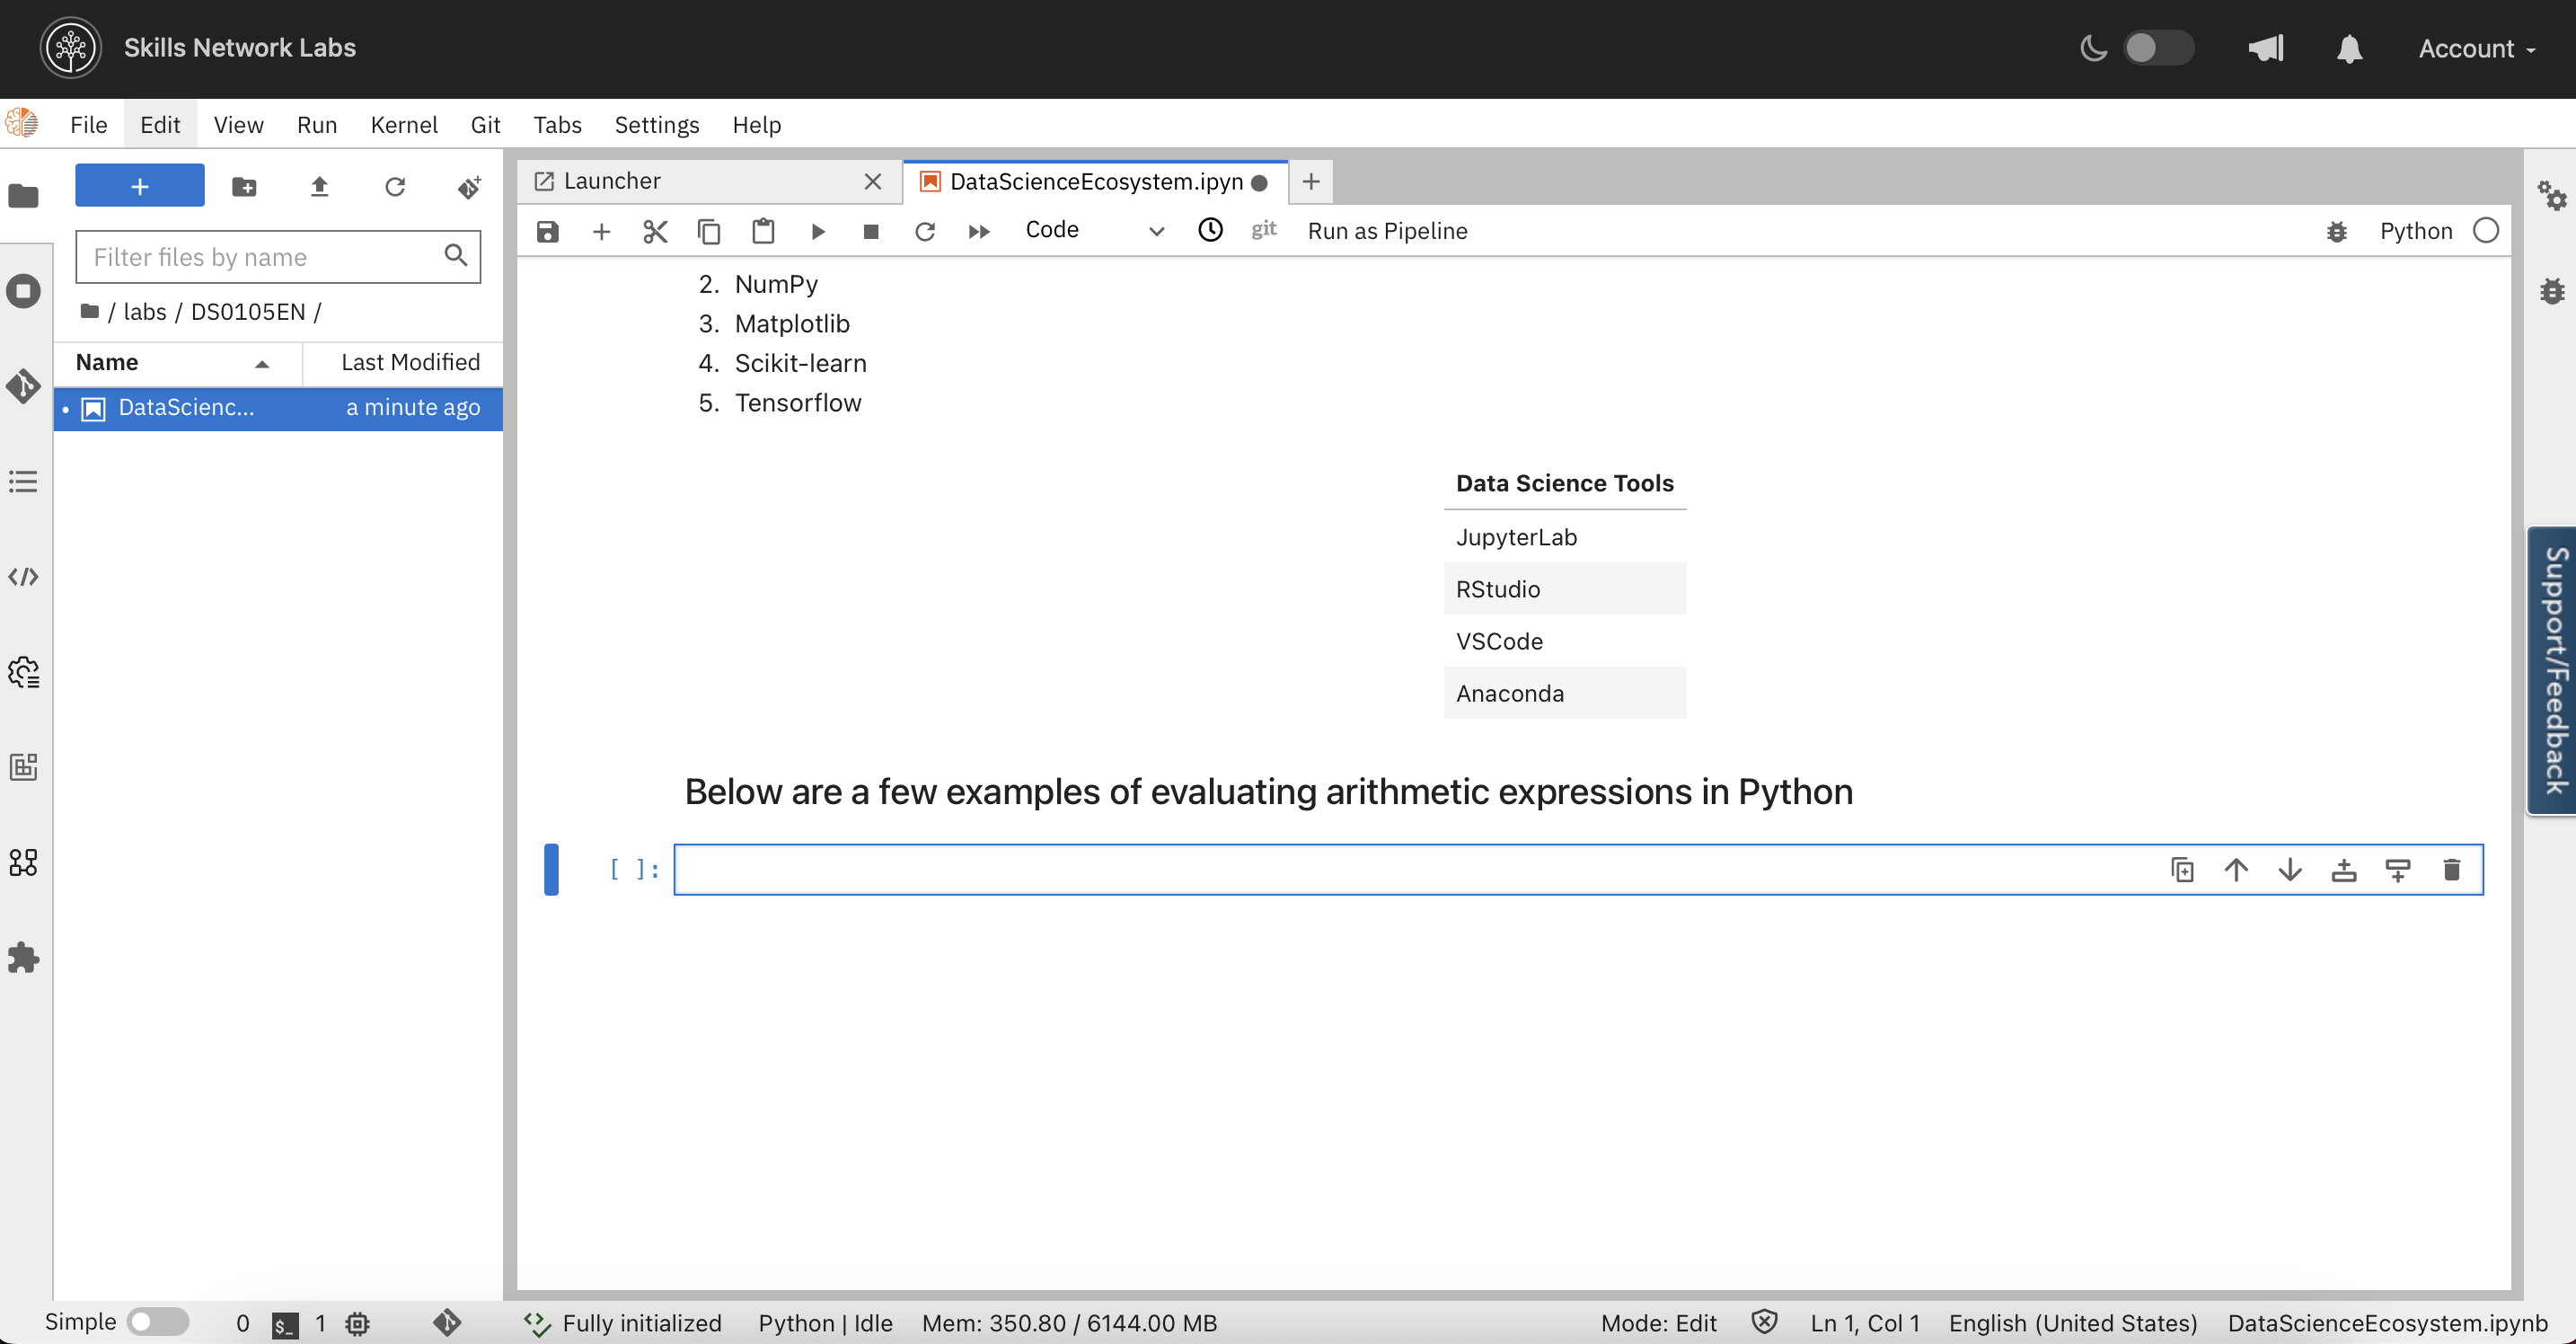 Skills Network Labs
Account
File Edit View Run Kernel Git Tabs Settings Help
+
Launcher
DataScienceEcosystem.ipyn
Code
git
Run as Pipeline
Python
Filter files by name
/ labs / DS0105EN /
Name
Last Modified
DataScienc...
a minute ago
2. NumPy
3. Matplotlib
4. Scikit-learn
5. Tensorflow
Data Science Tools
JupyterLab
RStudio
VSCode
Anaconda
Below are a few examples of evaluating arithmetic expressions in Python
[ ]:
Support/Feedback
Simple
0
$_
1
Fully initialized
Python | Idle
Mem: 350.80 / 6144.00 MB
Mode: Edit
Ln 1, Col 1
English (United States)
DataScienceEcosystem.ipynb